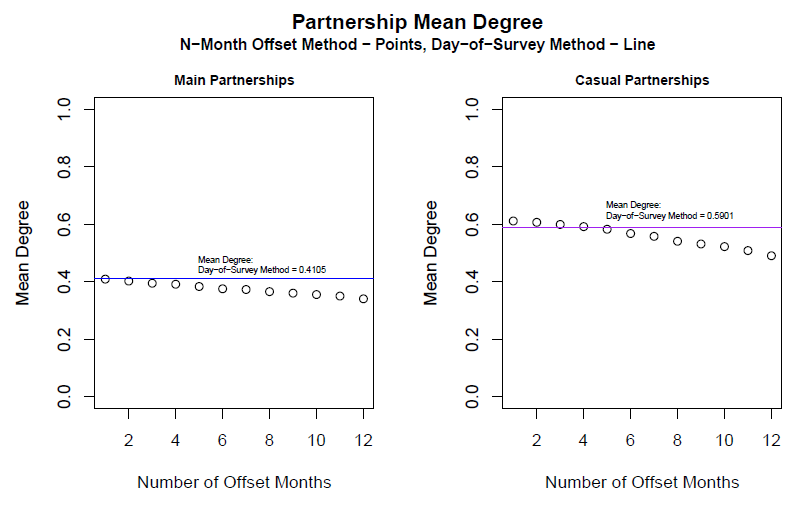 Partnership Mean Degree
N−Month Offset Method − Points, Day−of−Survey Method − Line
Main Partnerships
Mean Degree
1.0
0.8
0.6
0.4
0.2
0.0
Mean Degree:
Day−of−Survey Method = 0.4105
2 4 6 8 10 12
Number of Offset Months
Casual Partnerships
Mean Degree
1.0
0.8
0.6
0.4
0.2
0.0
Mean Degree:
Day−of−Survey Method = 0.5901
2 4 6 8 10 12
Number of Offset Months